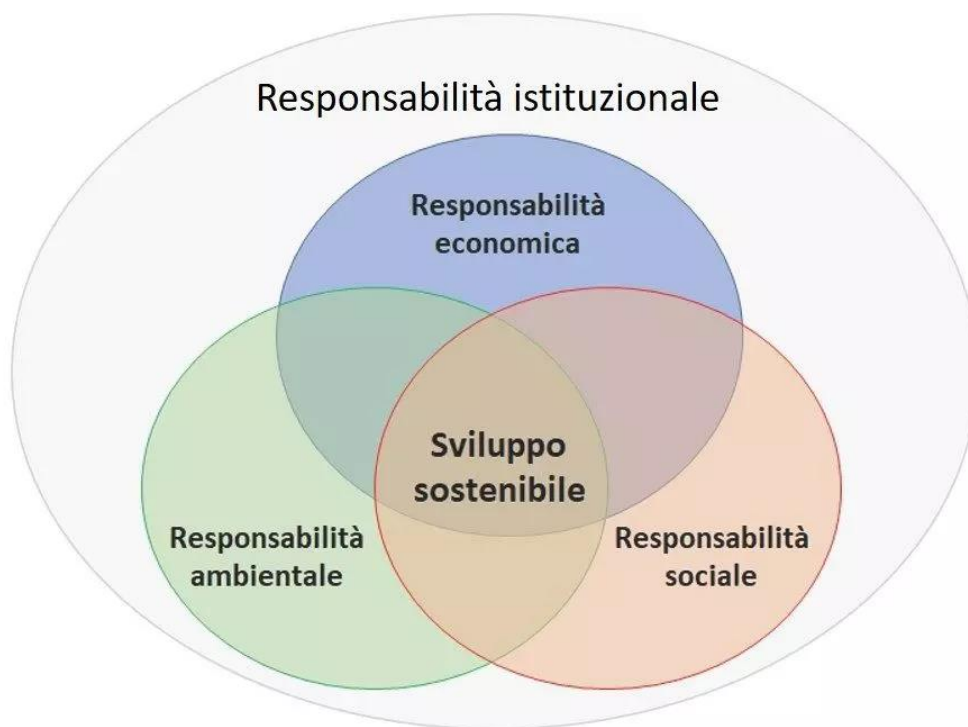 Responsabilità istituzionale
Responsabilità
economica
Sviluppo
sostenibile
Responsabilità
ambientale
Responsabilità
sociale